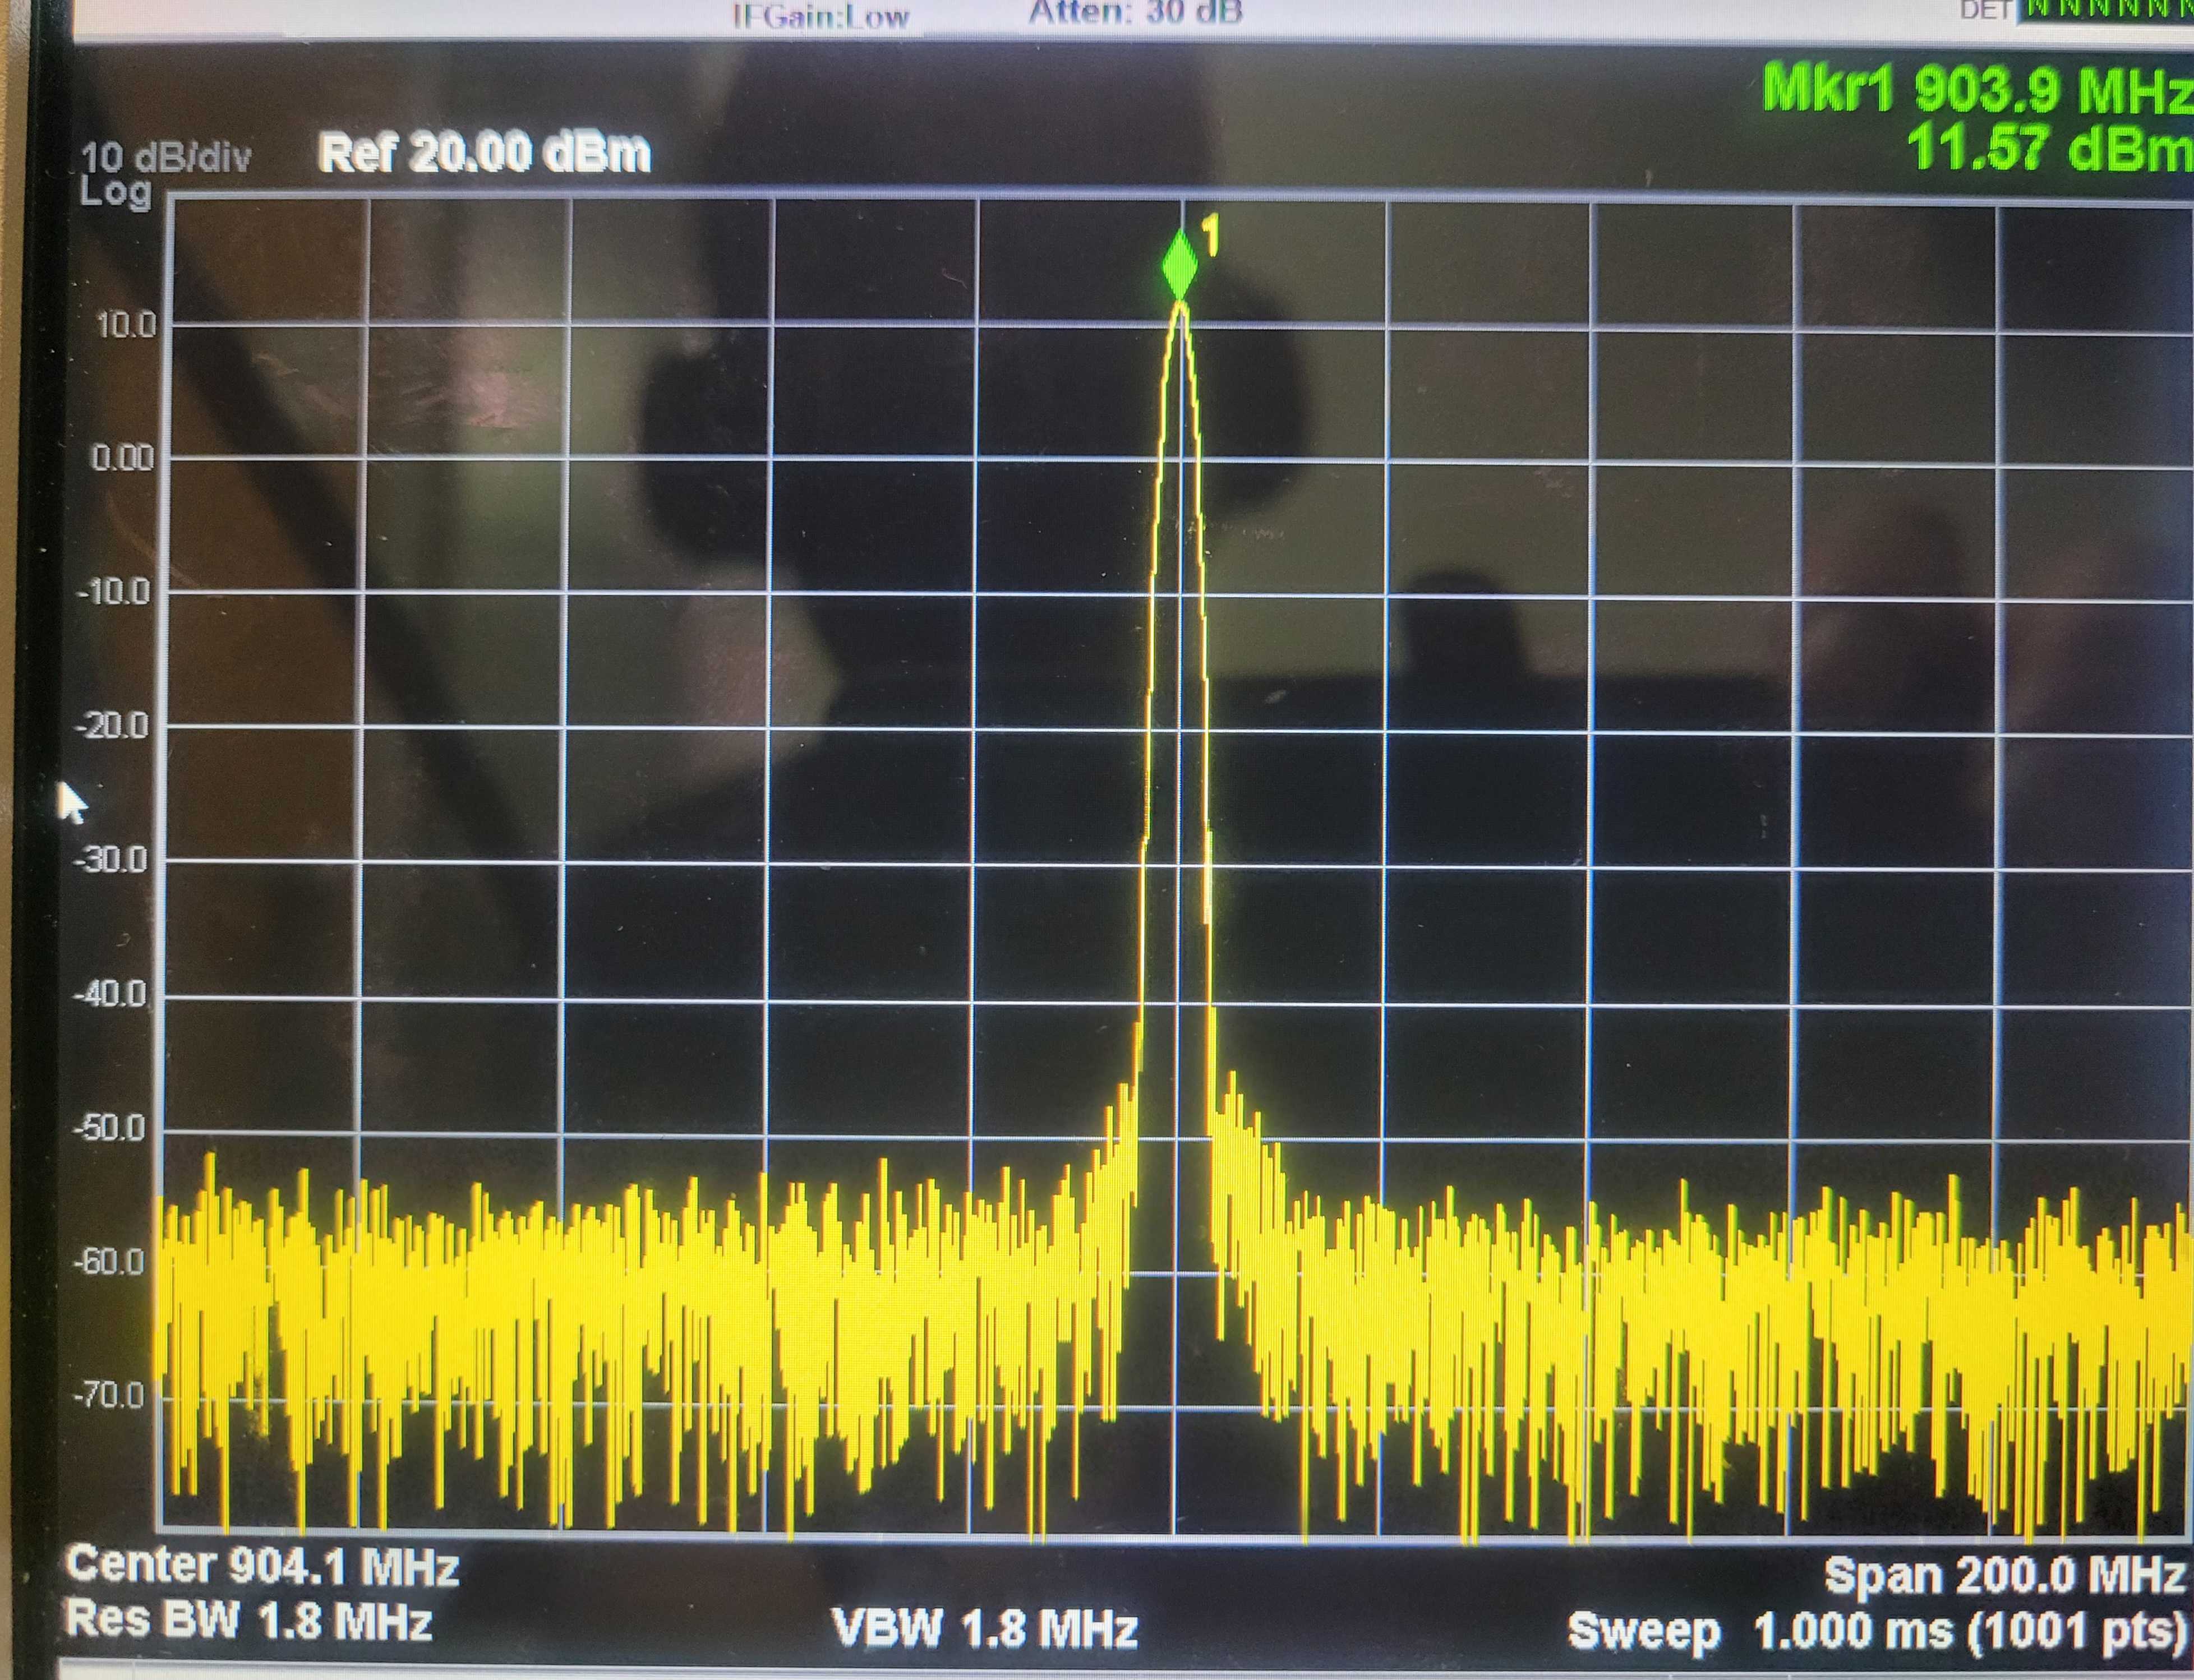 IFGain:Low Atten: 30 dB DET N N N N N N
Mkr1 903.9 MHz
10 dB/div Ref 20.00 dBm 11.57 dBm
Log
1
10.0
0.00
-10.0
-20.0
-30.0
-40.0
-50.0
-60.0
-70.0
Center 904.1 MHz Span 200.0 MHz
Res BW 1.8 MHz VBW 1.8 MHz Sweep 1.000 ms (1001 pts)